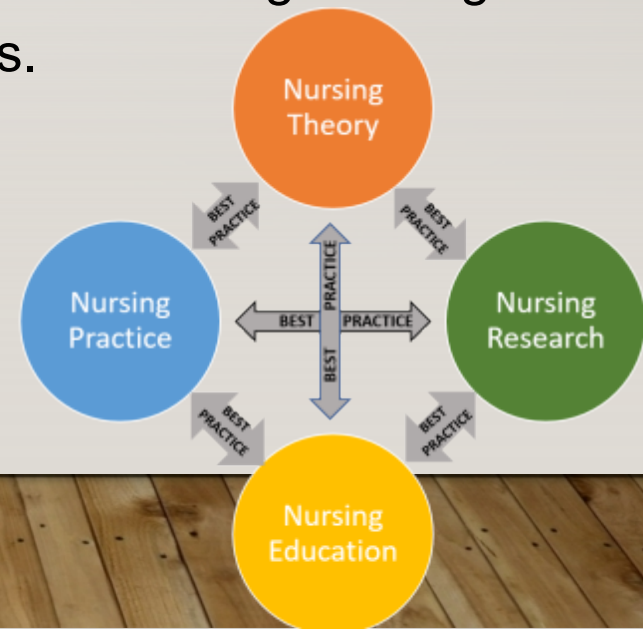 s.
Nursing
Theory
BEST
PRACTICE
BEST
PRACTICE
Nursing
Practice
BEST PRACTICE
BEST PRACTICE
Nursing
Research
BEST
PRACTICE
BEST
PRACTICE
Nursing
Education